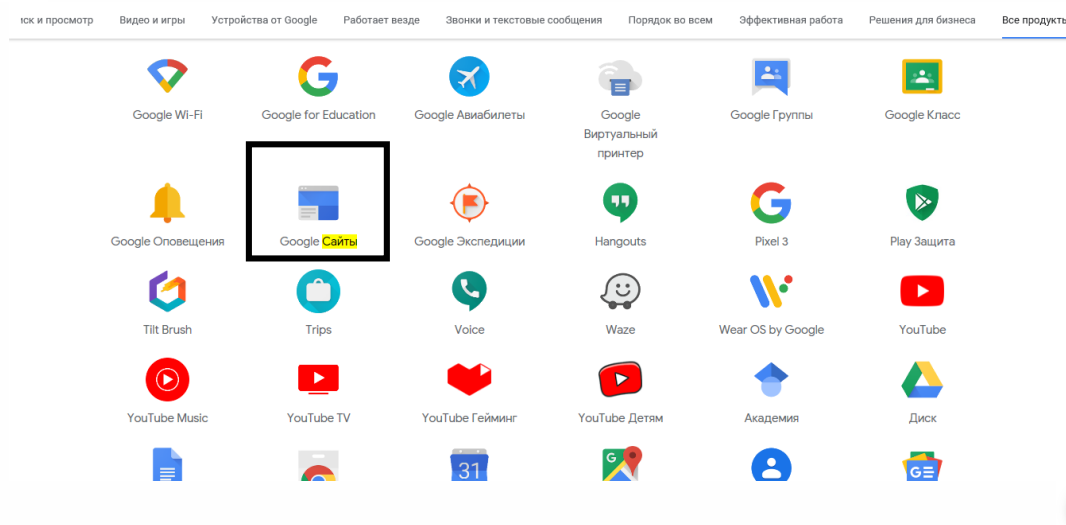 иск и просмотр Видео и игры Устройства от Google Работает везде Звонки и текстовые сообщения Порядок во всем Эффективная работа Решения для бизнеса Все продукты
Google Wi-Fi Google for Education Google Авиабилеты Google Google Группы Google Класс
Виртуальный
принтер
Google Оповещения Google Сайты Google Экспедиции Hangouts Pixel 3 Play Защита
Tilt Brush Trips Voice Waze Wear OS by Google YouTube
YouTube Music YouTube TV YouTube Гейминг YouTube Детям Академия Диск
31 G G